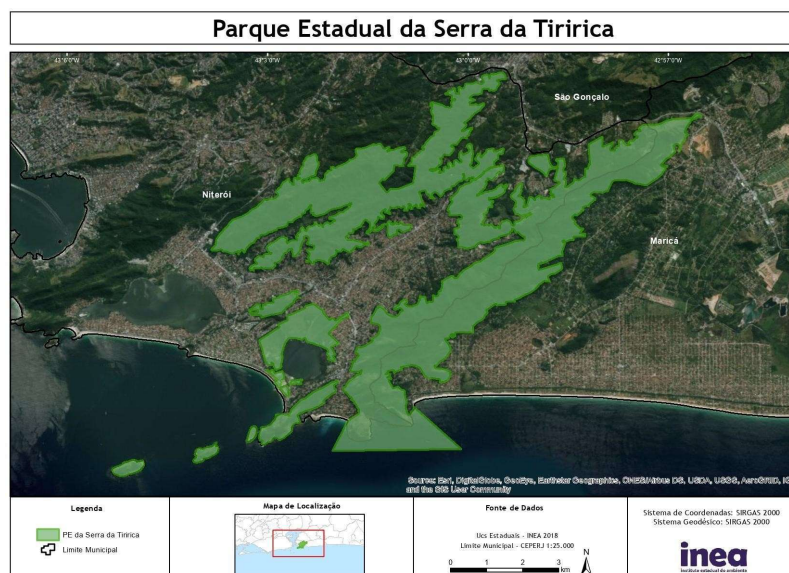 Parque Estadual da Serra da Tiririca
43°6'0"W
43°3'0"W
43°0'0"W
42°57'0"W
São Gonçalo
Niterói
Maricá
Source: Esri, DigitalGlobe, GeoEye, Earthstar Geographics, CNES/Airbus DS, USDA, USGS, AeroGRID, IG
and the GIS User Community
Legenda
PE da Serra da Tiririca
Limite Municipal
Mapa de Localização
Fonte de Dados
Ucs Estaduais - INEA 2018
Limite Municipal - CEPERJ 1:25.000
0 1 2 3
km
N
Sistema de Coordenadas: SIRGAS 2000
Sistema Geodésico: SIRGAS 2000
inea
instituto estadual do ambiente